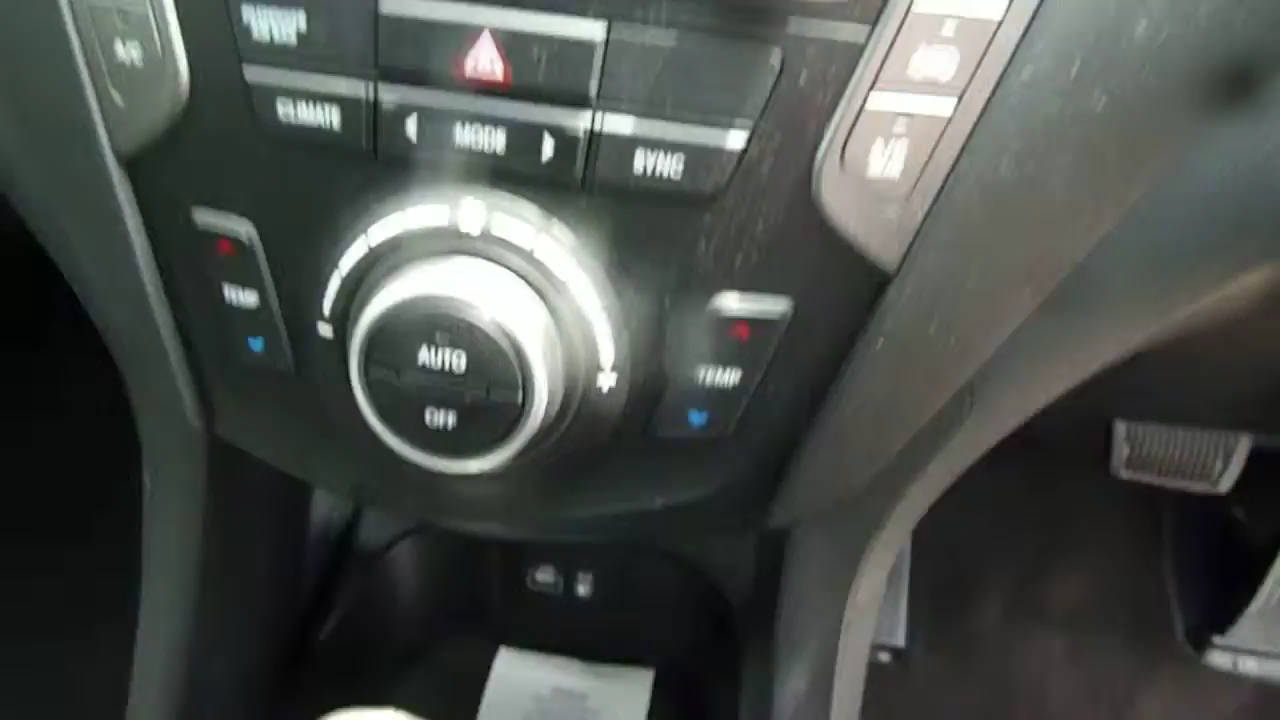 A/C
CLIMATE
MODE
SYNC
TEMP
AUTO
OFF
TEMP